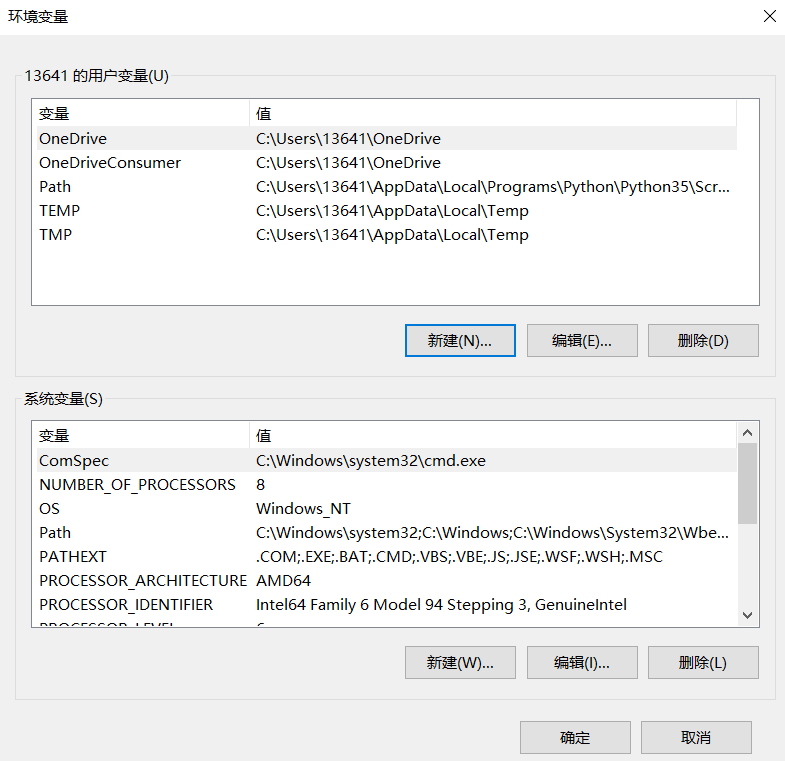 环境变量
13641 的用户变量(U)
变量 值
OneDrive C:\Users\13641\OneDrive
OneDriveConsumer C:\Users\13641\OneDrive
Path C:\Users\13641\AppData\Local\Programs\Python\Python35\Scr...
TEMP C:\Users\13641\AppData\Local\Temp
TMP C:\Users\13641\AppData\Local\Temp
新建(N)... 编辑(E)... 删除(D)
系统变量(S)
变量 值
ComSpec C:\Windows\system32\cmd.exe
NUMBER_OF_PROCESSORS 8
OS Windows_NT
Path C:\Windows\system32;C:\Windows;C:\Windows\System32\Wbe...
PATHEXT .COM;.EXE;.BAT;.CMD;.VBS;.VBE;.JS;.JSE;.WSF;.WSH;.MSC
PROCESSOR_ARCHITECTURE AMD64
PROCESSOR_IDENTIFIER Intel64 Family 6 Model 94 Stepping 3, GenuineIntel
PROCESSOR_LEVEL 6
新建(W)... 编辑(I)... 删除(L)
确定 取消